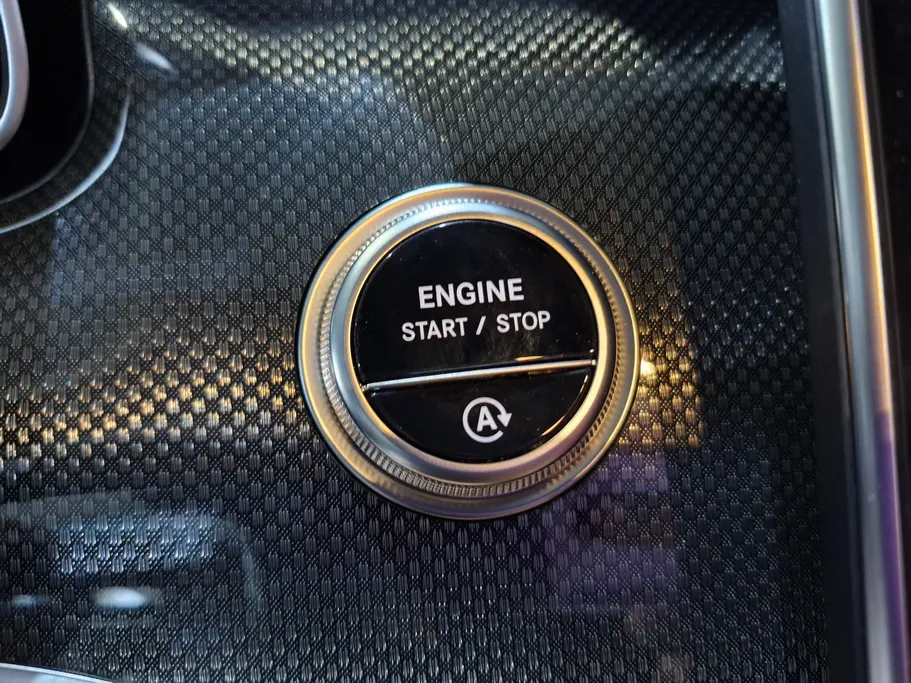 ENGINE
START / STOP
A